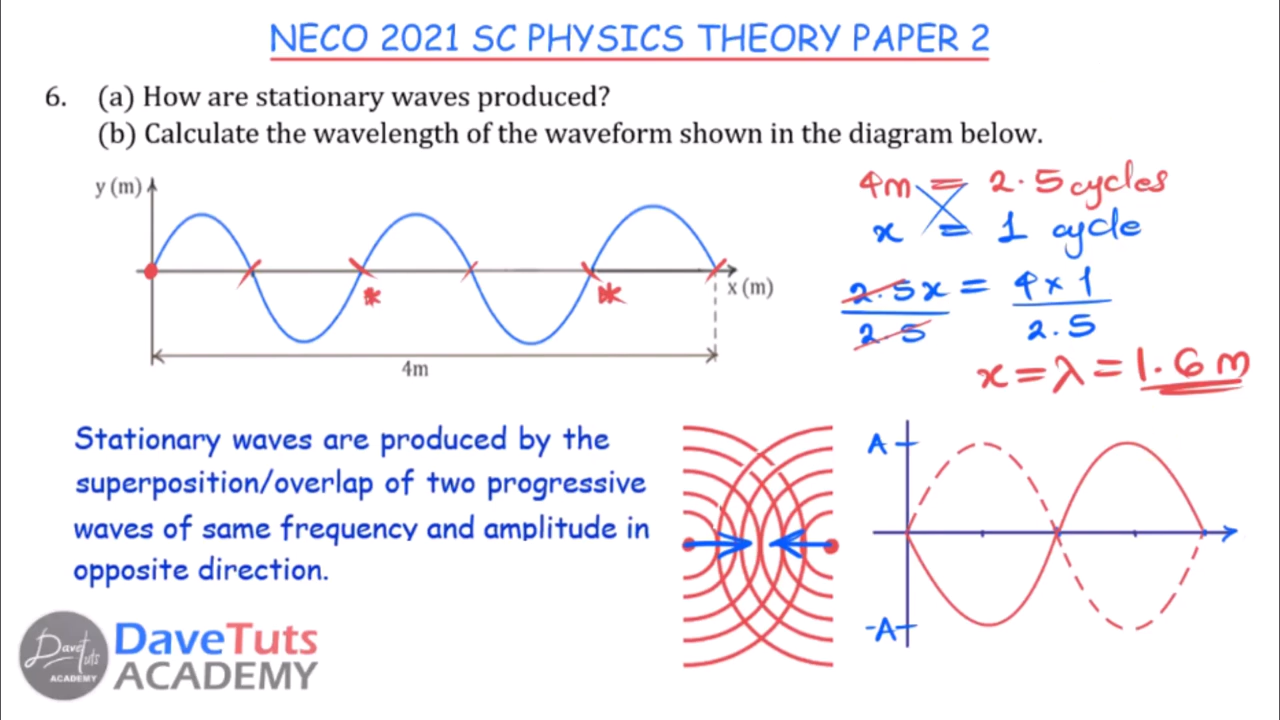 NECO 2021 SC PHYSICS THEORY PAPER 2
6. (a) How are stationary waves produced?
(b) Calculate the wavelength of the waveform shown in the diagram below.
y (m)
x (m)
4m
4m = 2.5 cycles
x = 1 cycle
2.5x = 4 x 1
2.5 2.5
x = λ = 1.6 m
Stationary waves are produced by the
superposition/overlap of two progressive
waves of same frequency and amplitude in
opposite direction.
A
-A
Dave Tuts
ACADEMY
DaveTuts
ACADEMY